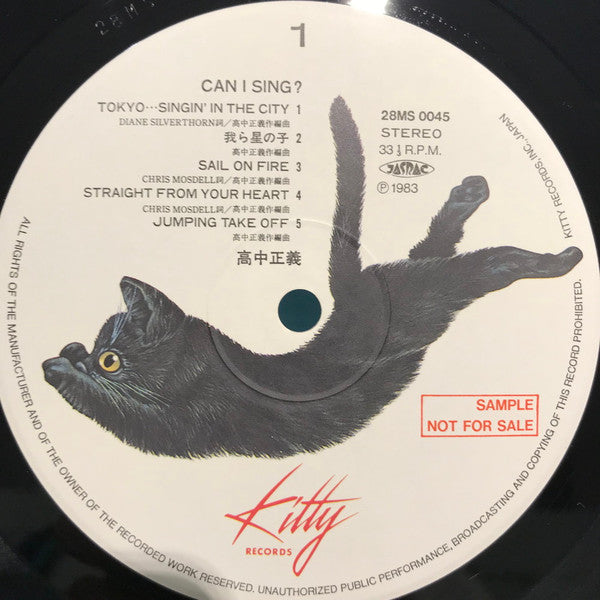 28MS
1
CAN I SING?
TOKYO…SINGIN' IN THE CITY 1
DIANE SILVERTHORN詞/高中正義作編曲
我ら星の子 2
高中正義作編曲
SAIL ON FIRE 3
CHRIS MOSDELL詞/高中正義作編曲
STRAIGHT FROM YOUR HEART 4
CHRIS MOSDELL詞/高中正義作編曲
JUMPING TAKE OFF 5
高中正義作編曲
高中正義
28MS 0045
STEREO
33⅓ R.P.M.
JASRAC
Ⓟ1983
SAMPLE
NOT FOR SALE
Kitty
RECORDS
ALL RIGHTS OF THE MANUFACTURER AND OF THE OWNER OF THE RECORDED WORK RESERVED. UNAUTHORIZED PUBLIC PERFORMANCE, BROADCASTING AND COPYING OF THIS RECORD PROHIBITED.
KITTY RECORDS, INC., JAPAN